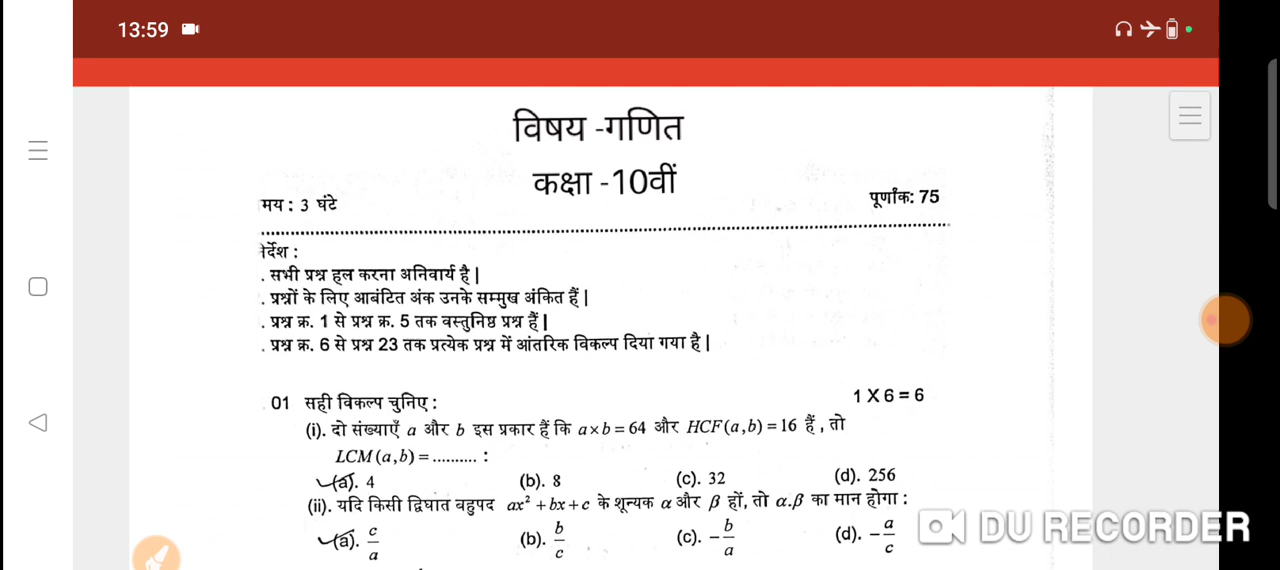 13:59
विषय -गणित
कक्षा -10वीं
मय : 3 घंटे पूर्णांक: 75
र्देश :
. सभी प्रश्न हल करना अनिवार्य है |
. प्रश्नों के लिए आबंटित अंक उनके सम्मुख अंकित हैं |
. प्रश्न क्र. 1 से प्रश्न क्र. 5 तक वस्तुनिष्ठ प्रश्न हैं |
. प्रश्न क्र. 6 से प्रश्न 23 तक प्रत्येक प्रश्न में आंतरिक विकल्प दिया गया है |
01 सही विकल्प चुनिए : 1 X 6 = 6
(i). दो संख्याएँ a और b इस प्रकार हैं कि a×b = 64 और HCF(a,b) = 16 हैं , तो
LCM (a,b) = .......... :
(a). 4 (b). 8 (c). 32 (d). 256
(ii). यदि किसी द्विघात बहुपद ax² + bx + c के शून्यक α और β हों, तो α.β का मान होगा :
(a). c/a (b). b/c (c). -b/a (d). -a/c
DU RECORDER